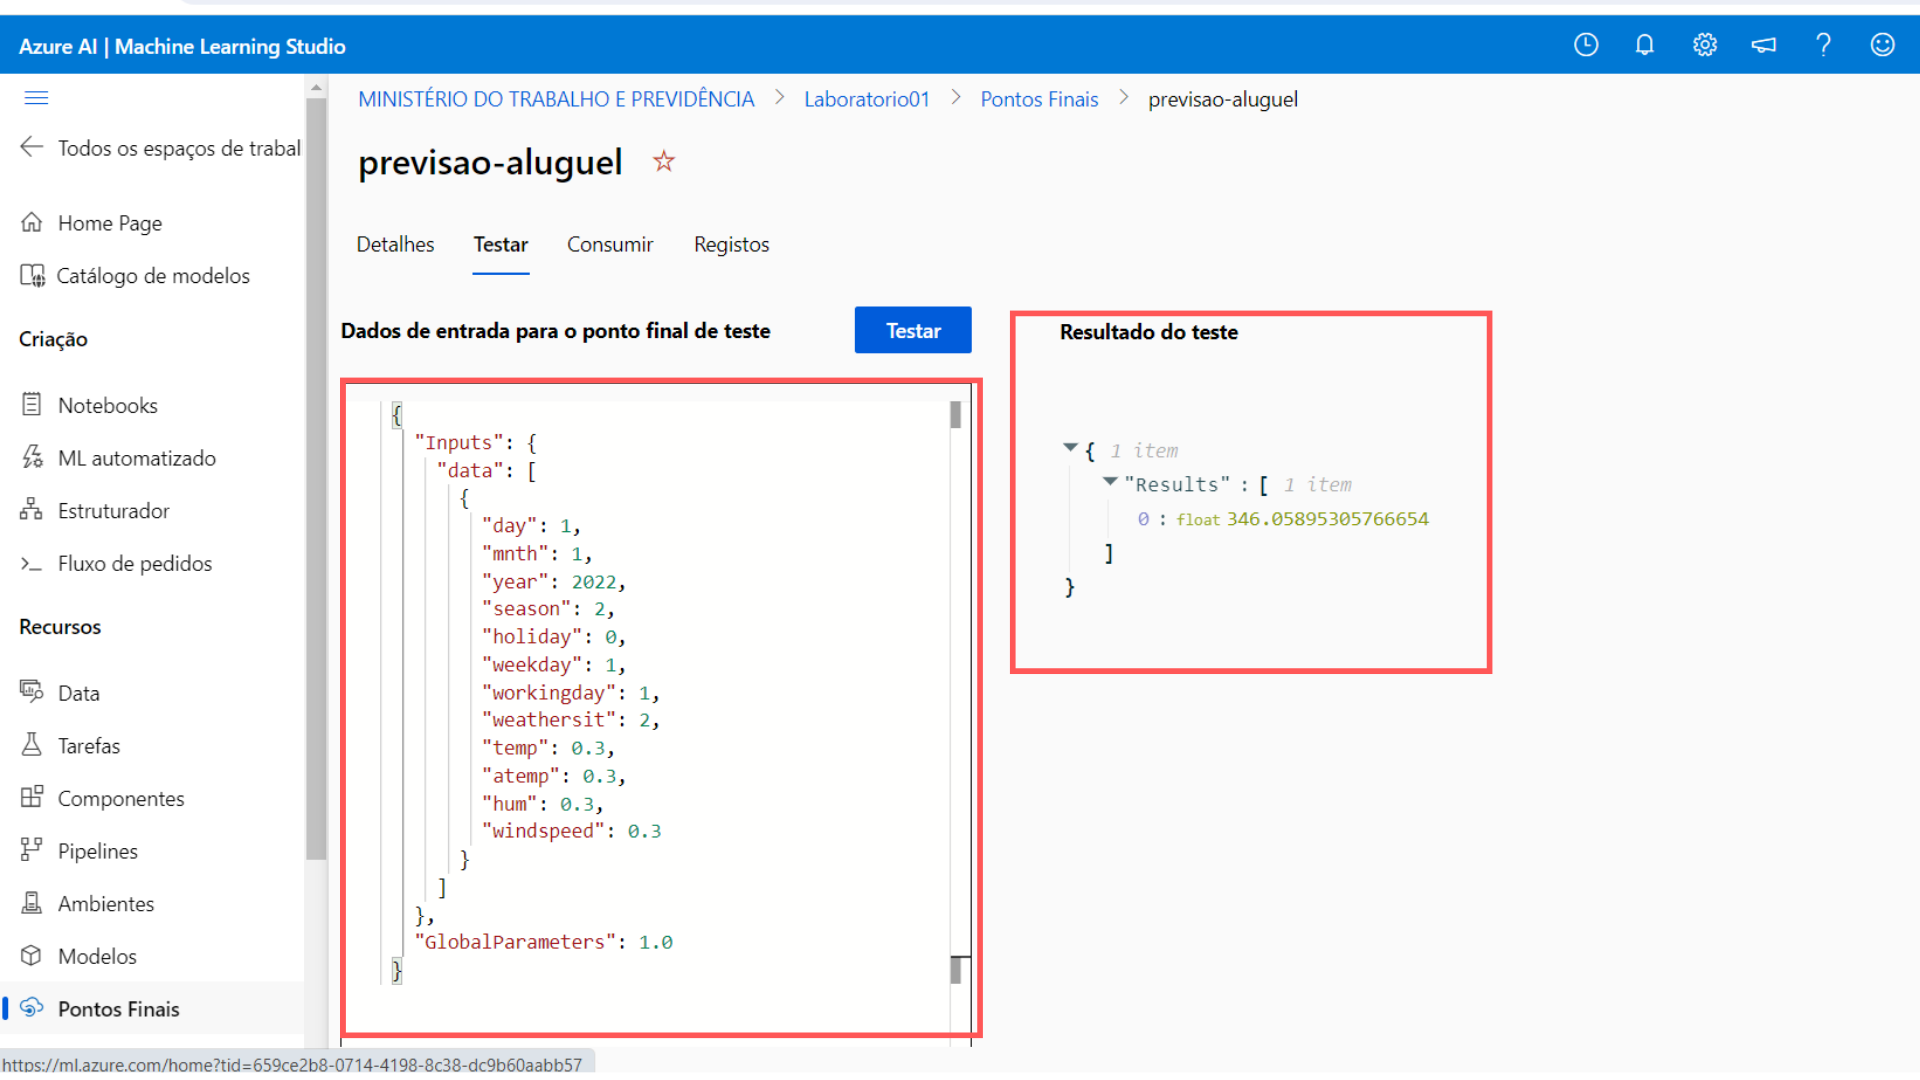 Azure AI | Machine Learning Studio
MINISTÉRIO DO TRABALHO E PREVIDÊNCIA > Laboratorio01 > Pontos Finais > previsao-aluguel
Todos os espaços de trabal
Home Page
Catálogo de modelos
Criação
Notebooks
ML automatizado
Estruturador
Fluxo de pedidos
Recursos
Data
Tarefas
Componentes
Pipelines
Ambientes
Modelos
Pontos Finais
previsao-aluguel
Detalhes Testar Consumir Registos
Dados de entrada para o ponto final de teste
Testar
{
"Inputs": {
"data": [
{
"day": 1,
"mnth": 1,
"year": 2022,
"season": 2,
"holiday": 0,
"weekday": 1,
"workingday": 1,
"weathersit": 2,
"temp": 0.3,
"atemp": 0.3,
"hum": 0.3,
"windspeed": 0.3
}
]
},
"GlobalParameters": 1.0
}
Resultado do teste
{ 1 item
"Results" : [ 1 item
0 : float 346.05895305766654
]
}
https://ml.azure.com/home?tid=659ce2b8-0714-4198-8c38-dc9b60aabb57